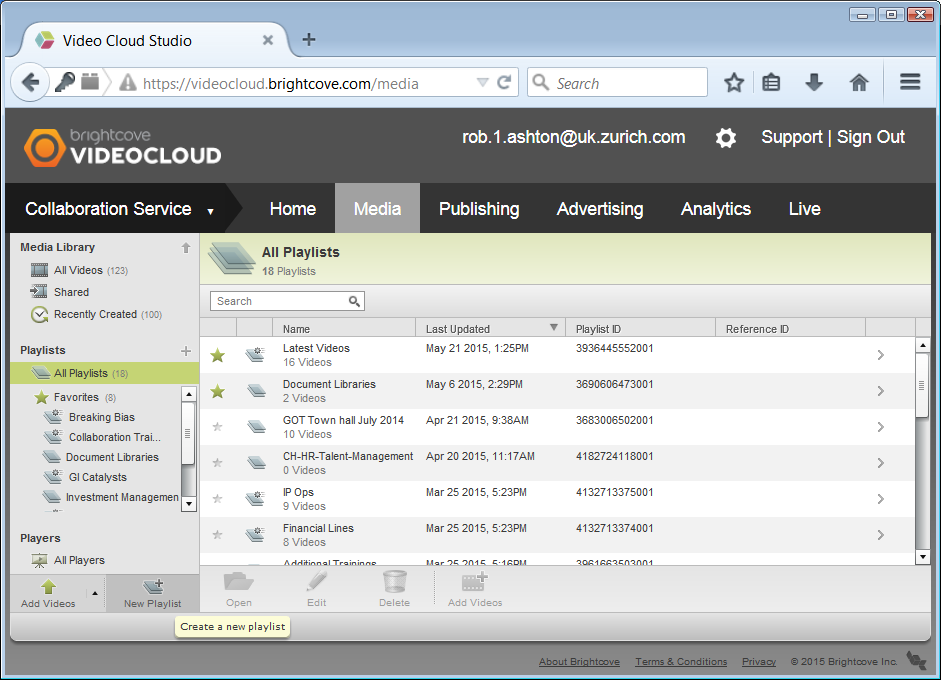 Video Cloud Studio
https://videocloud.brightcove.com/media
Search
brightcove
VIDEOCLOUD
rob.1.ashton@uk.zurich.com
Support | Sign Out
Collaboration Service
Home
Media
Publishing
Advertising
Analytics
Live
Media Library
All Videos (123)
Shared
Recently Created (100)
Playlists
All Playlists (18)
Favorites (8)
Breaking Bias
Collaboration Trai...
Document Libraries
GI Catalysts
Investment Managemen
Players
All Players
Add Videos
New Playlist
Create a new playlist
All Playlists
18 Playlists
Search
Name Last Updated Playlist ID Reference ID
Latest Videos May 21 2015, 1:25PM 3936445552001
16 Videos
Document Libraries May 6 2015, 2:29PM 3690606473001
2 Videos
GOT Town hall July 2014 Apr 21 2015, 9:38AM 3683006502001
10 Videos
CH-HR-Talent-Management Apr 20 2015, 11:17AM 4182724118001
0 Videos
IP Ops Mar 25 2015, 5:23PM 4132713375001
9 Videos
Financial Lines Mar 25 2015, 5:23PM 4132713374001
8 Videos
Additional Trainings Mar 25 2015, 5:16PM 3961663503001
Open
Edit
Delete
Add Videos
About Brightcove
Terms & Conditions
Privacy
© 2015 Brightcove Inc.